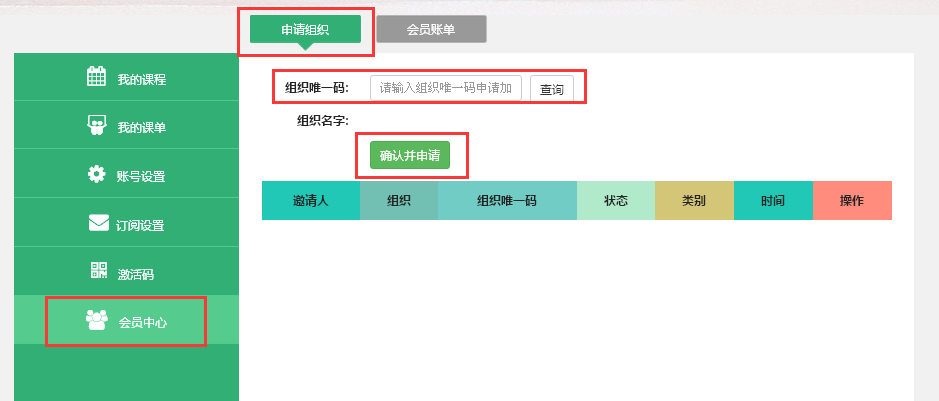 申请组织
会员账单
我的课程
我的课单
账号设置
订阅设置
激活码
会员中心
组织唯一码:
请输入组织唯一码申请加
查询
组织名字:
确认并申请
邀请人
组织
组织唯一码
状态
类别
时间
操作